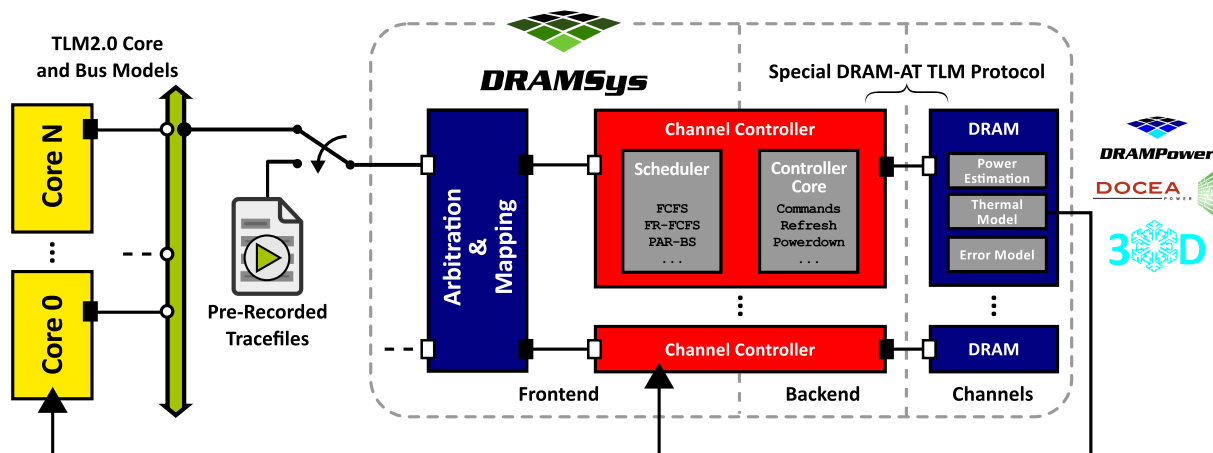 TLM2.0 Core
and Bus Models
Core N
...
Core 0
Pre-Recorded
Tracefiles
DRAMSys
Special DRAM-AT TLM Protocol
Arbitration
&
Mapping
Channel Controller
Scheduler
FCFS
FR-FCFS
PAR-BS
...
Controller
Core
Commands
Refresh
Powerdown
...
DRAM
Power
Estimation
Thermal
Model
Error Model
...
...
Channel Controller
DRAM
Frontend
Backend
Channels
DRAMPower
DOCEA
POWER
3D